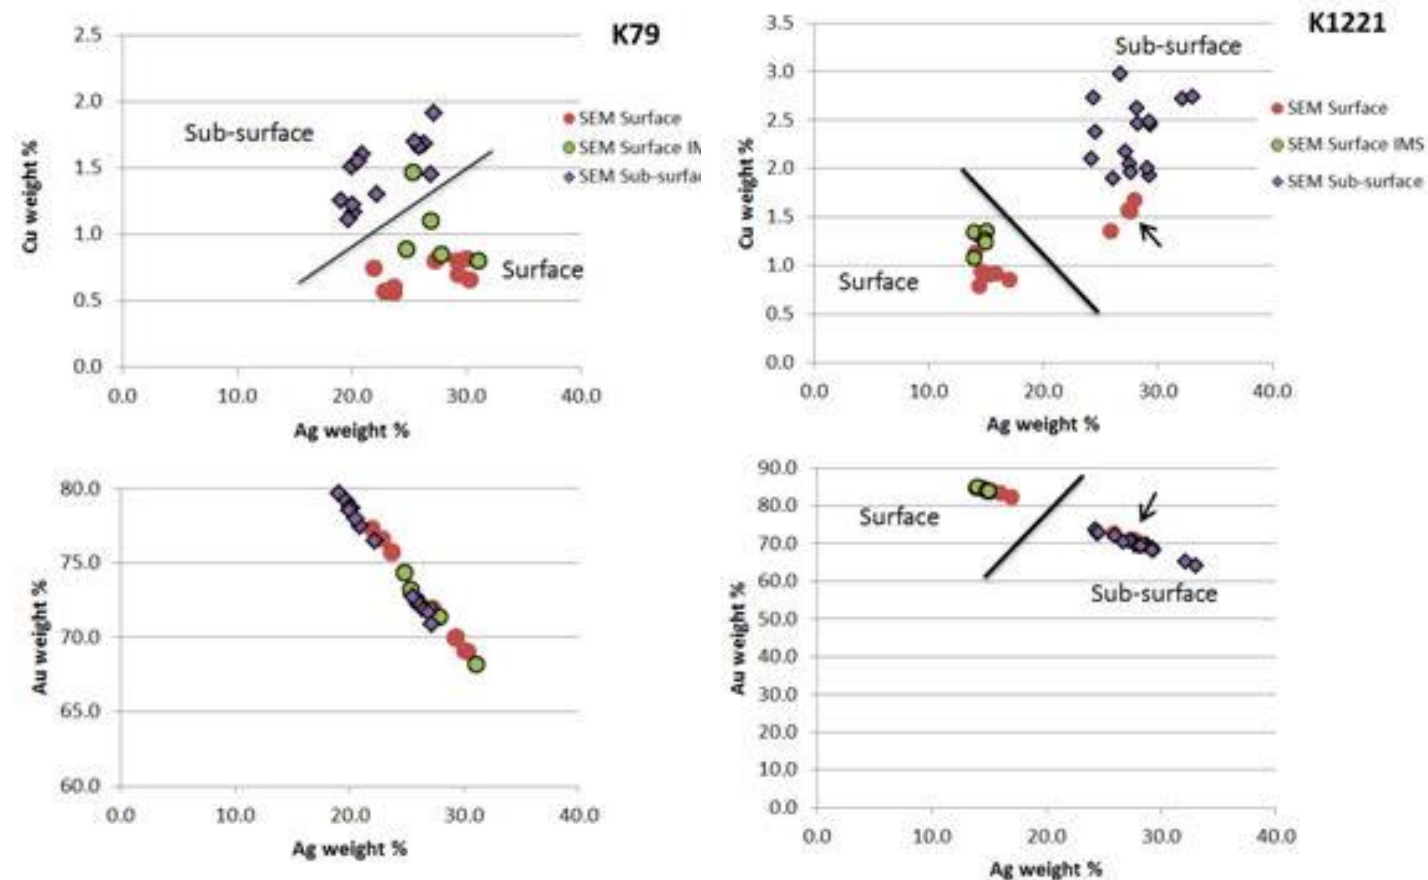 K79
2.5
2.0
1.5
1.0
0.5
0.0
Cu weight %
Sub-surface
Surface
SEM Surface
SEM Surface IM
SEM Sub-surfa
0.0 10.0 20.0 30.0 40.0
Ag weight %
K1221
3.5
3.0
2.5
2.0
1.5
1.0
0.5
0.0
Cu weight %
Sub-surface
Surface
SEM Surface
SEM Surface IMS
SEM Sub-surface
0.0 10.0 20.0 30.0 40.0
Ag weight %
80.0
75.0
70.0
65.0
60.0
Au weight %
0.0 10.0 20.0 30.0 40.0
Ag weight %
90.0
80.0
70.0
60.0
50.0
40.0
30.0
20.0
10.0
0.0
Au weight %
Surface
Sub-surface
0.0 10.0 20.0 30.0 40.0
Ag weight %